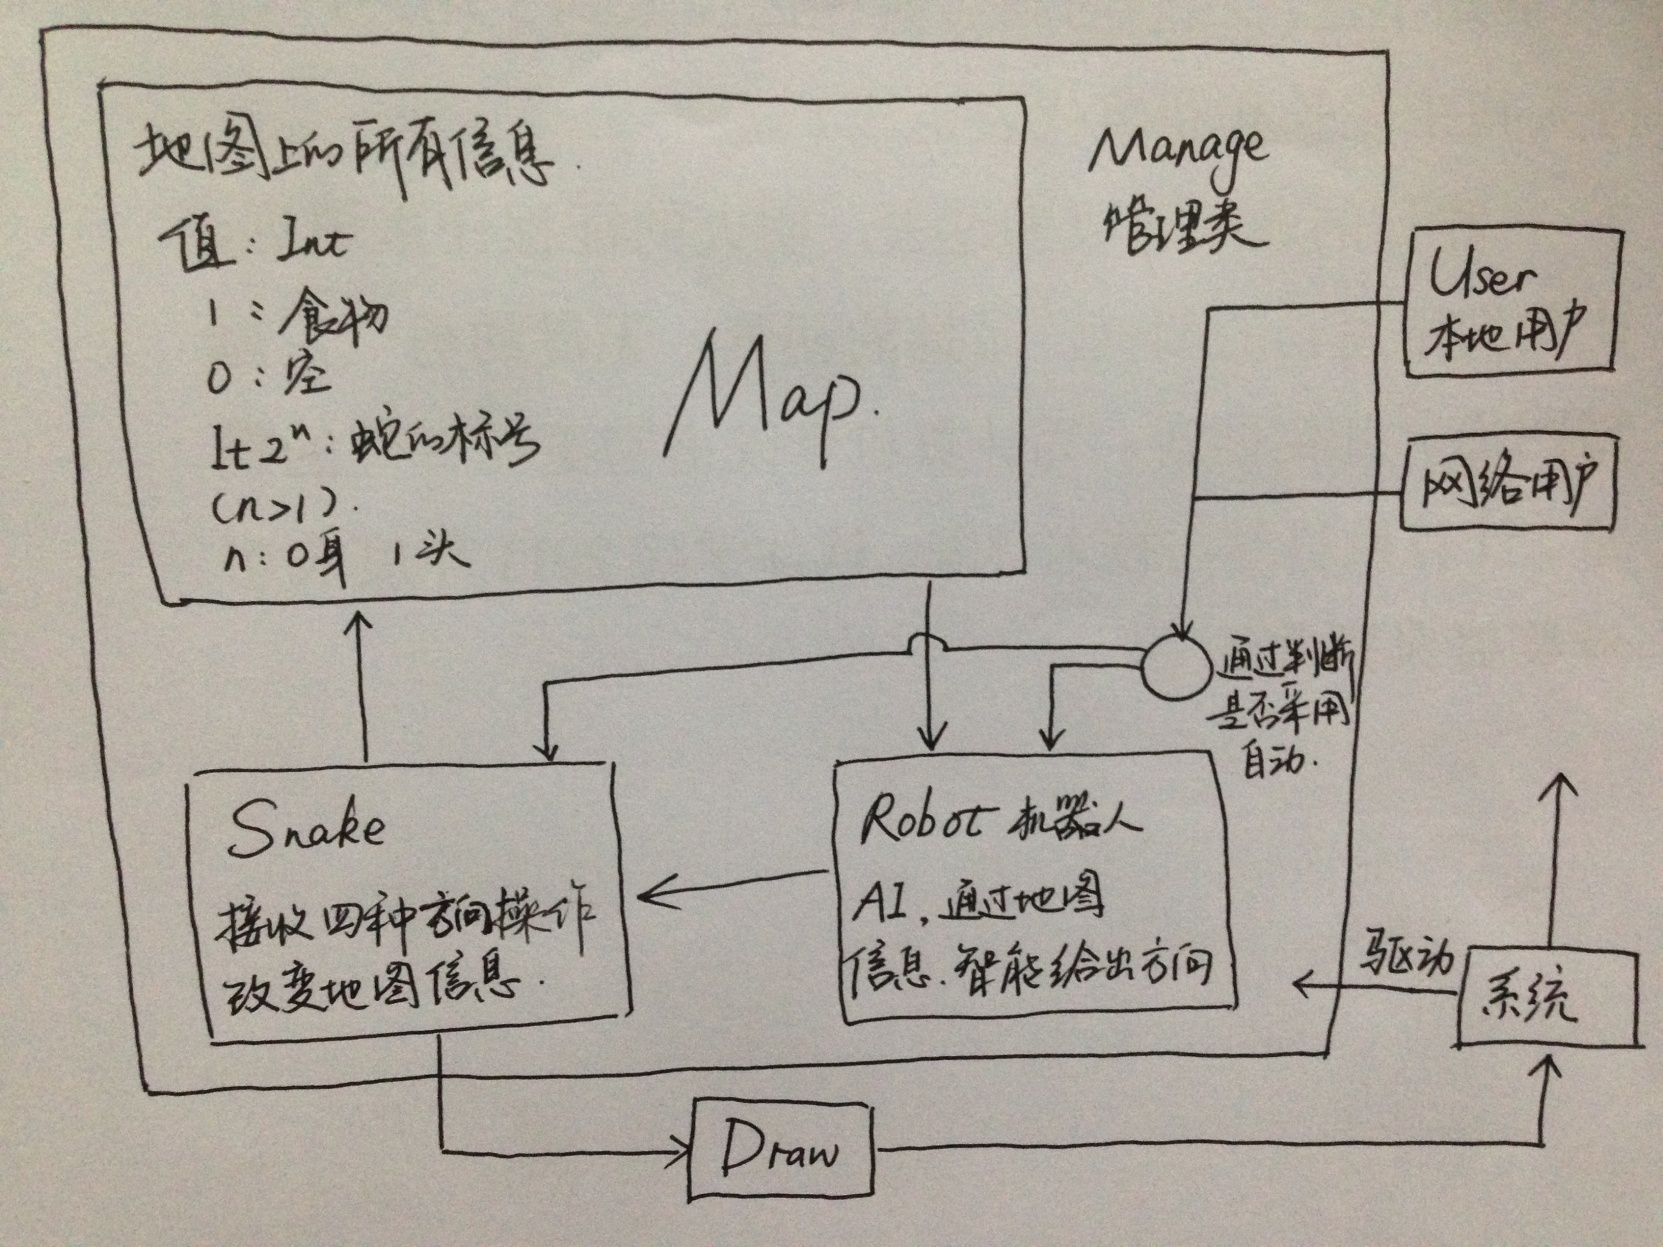 地图上的所有信息.
值: Int
1: 食物
0: 空
1+2ⁿ: 蛇的标号
(n>1).
n: 0身 1头
Map.
Manage
管理类
User
本地用户
网络用户
通过判断
是否采用
自动.
Snake
接收四种方向操作
改变地图信息.
Robot 机器人
AI, 通过地图
信息.智能给出方向
驱动
系统
Draw